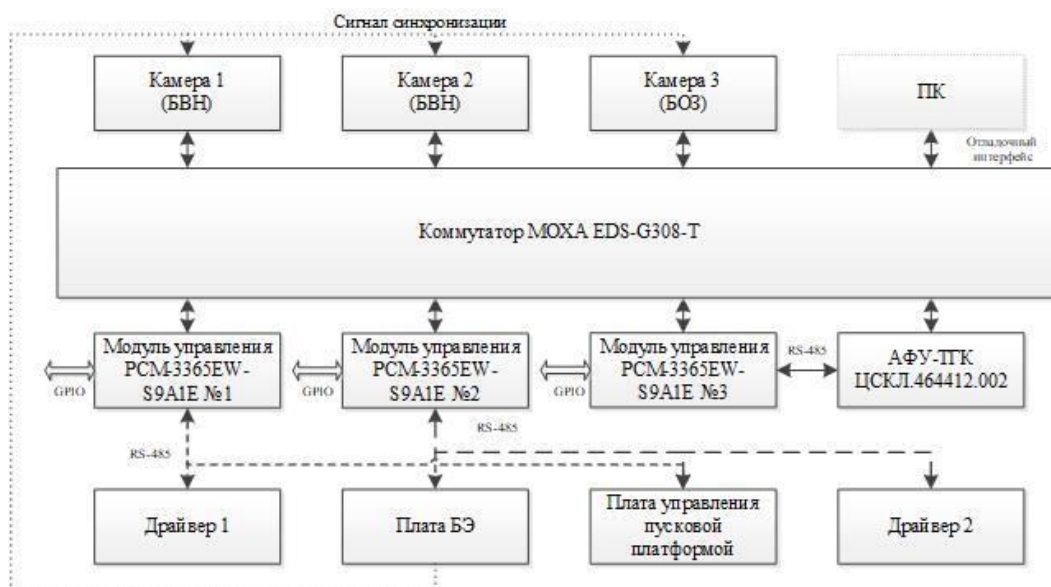 Сигнал синхронизации
Камера 1
(БВН)
Камера 2
(БВН)
Камера 3
(БОЗ)
ПК
Отладочный
интерфейс
Коммутатор MOXA EDS-G308-T
Модуль управления
PCM-3365EW-
S9A1E №1
Модуль управления
PCM-3365EW-
S9A1E №2
Модуль управления
PCM-3365EW-
S9A1E №3
АФУ-ТГК
ЦСКЛ.464412.002
GPIO
GPIO
GPIO
RS-485
RS-485
RS-485
Драйвер 1
Плата БЭ
Плата управления
пусковой
платформой
Драйвер 2